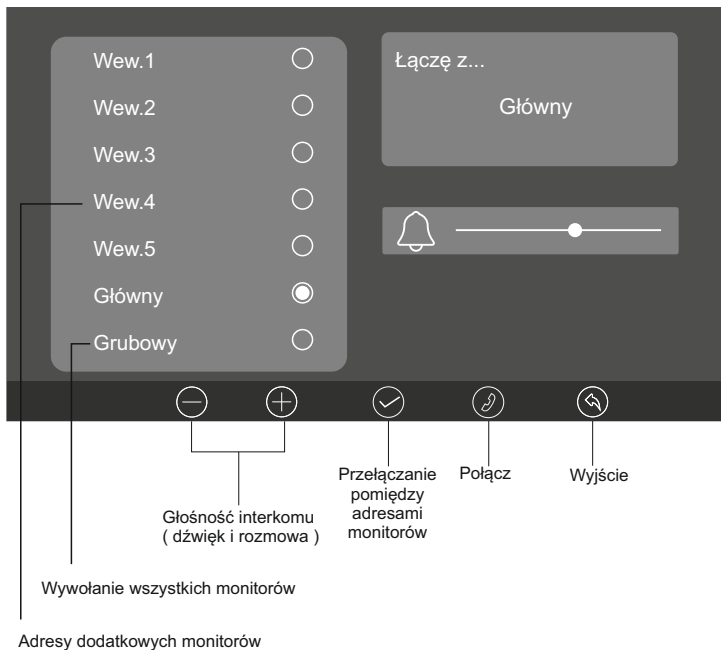 Wew.1
Wew.2
Wew.3
Wew.4
Wew.5
Główny
Grubowy
Łączę z...
Główny
Głośność interkomu
( dźwięk i rozmowa )
Przełączanie
pomiędzy
adresami
monitorów
Połącz
Wyjście
Wywołanie wszystkich monitorów
Adresy dodatkowych monitorów